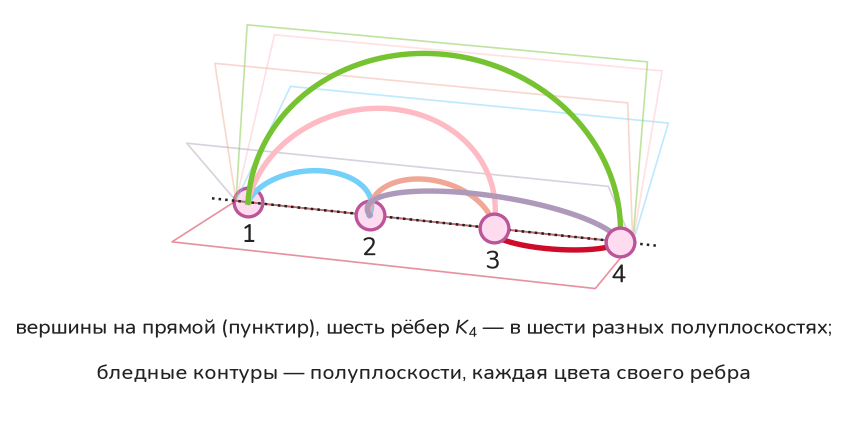 1
2
3
4
вершины на прямой (пунктир), шесть рёбер K₄ — в шести разных полуплоскостях;
бледные контуры — полуплоскости, каждая цвета своего ребра